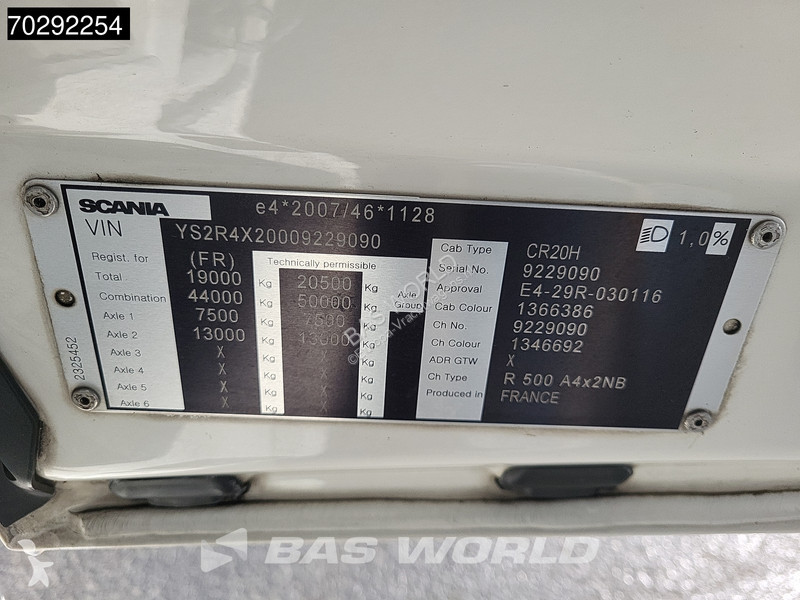 70292254
SCANIA e4*2007/46*1128
VIN YS2R4X20009229090
Regist. for (FR) Technically permissible
Total 19000 Kg 20500 Kg
Combination 44000 Kg 50000 Kg Axle
Axle 1 7500 Kg 7500 Kg Group
Axle 2 13000 Kg 13000 Kg
Axle 3 X Kg X Kg
Axle 4 X Kg X Kg
Axle 5 X Kg X Kg
Axle 6 X Kg X Kg
Cab Type CR20H
Serial No. 9229090
Approval E4-29R-030116
Cab Colour 1366386
Ch No. 9229090
Ch Colour 1346692
ADR GTW X
Ch Type R 500 A4x2NB
Produced in FRANCE
1,0%
2325452
BAS WORLD
BAS WORLD